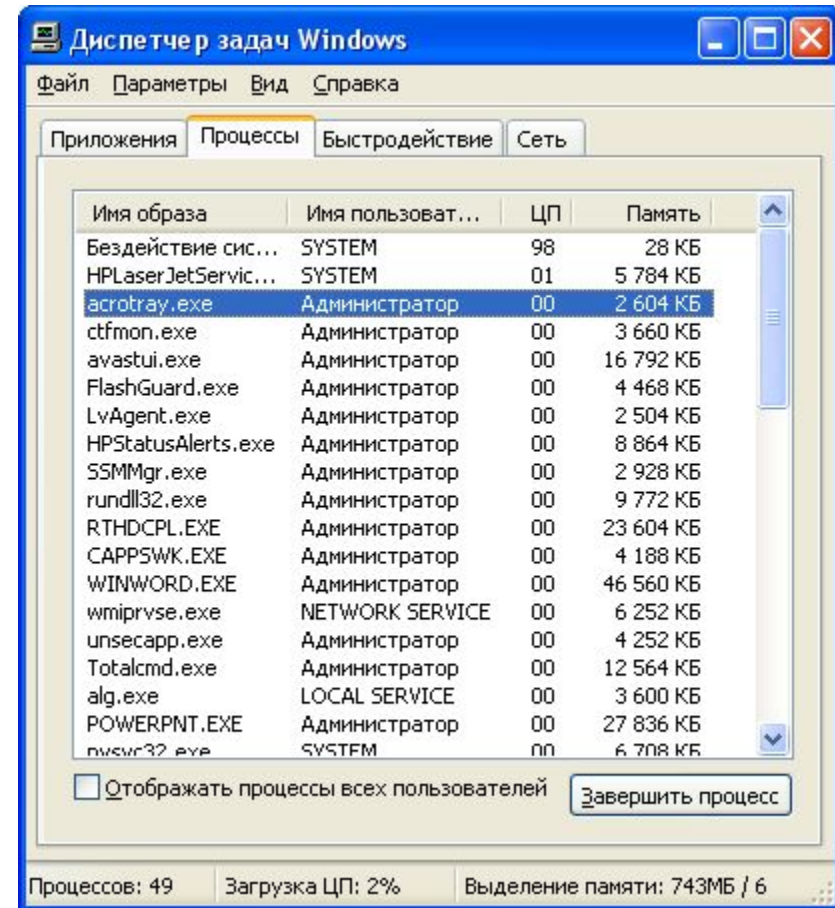 Диспетчер задач Windows
Файл Параметры Вид Справка
Приложения Процессы Быстродействие Сеть
Имя образа Имя пользоват... ЦП Память
Бездействие сис... SYSTEM 98 28 КБ
HPLaserJetServic... SYSTEM 01 5 784 КБ
acrotray.exe Администратор 00 2 604 КБ
ctfmon.exe Администратор 00 3 660 КБ
avastui.exe Администратор 00 16 792 КБ
FlashGuard.exe Администратор 00 4 468 КБ
LvAgent.exe Администратор 00 2 504 КБ
HPStatusAlerts.exe Администратор 00 8 864 КБ
SSMMgr.exe Администратор 00 2 928 КБ
rundll32.exe Администратор 00 9 772 КБ
RTHDCPL.EXE Администратор 00 23 604 КБ
CAPPSWK.EXE Администратор 00 4 188 КБ
WINWORD.EXE Администратор 00 46 560 КБ
wmiprvse.exe NETWORK SERVICE 00 6 252 КБ
unsecapp.exe Администратор 00 4 252 КБ
Totalcmd.exe Администратор 00 12 564 КБ
alg.exe LOCAL SERVICE 00 3 600 КБ
POWERPNT.EXE Администратор 00 27 836 КБ
nvsvc32.exe SYSTEM 00 6 708 КБ
Отображать процессы всех пользователей Завершить процесс
Процессов: 49 Загрузка ЦП: 2% Выделение памяти: 743МБ / 6